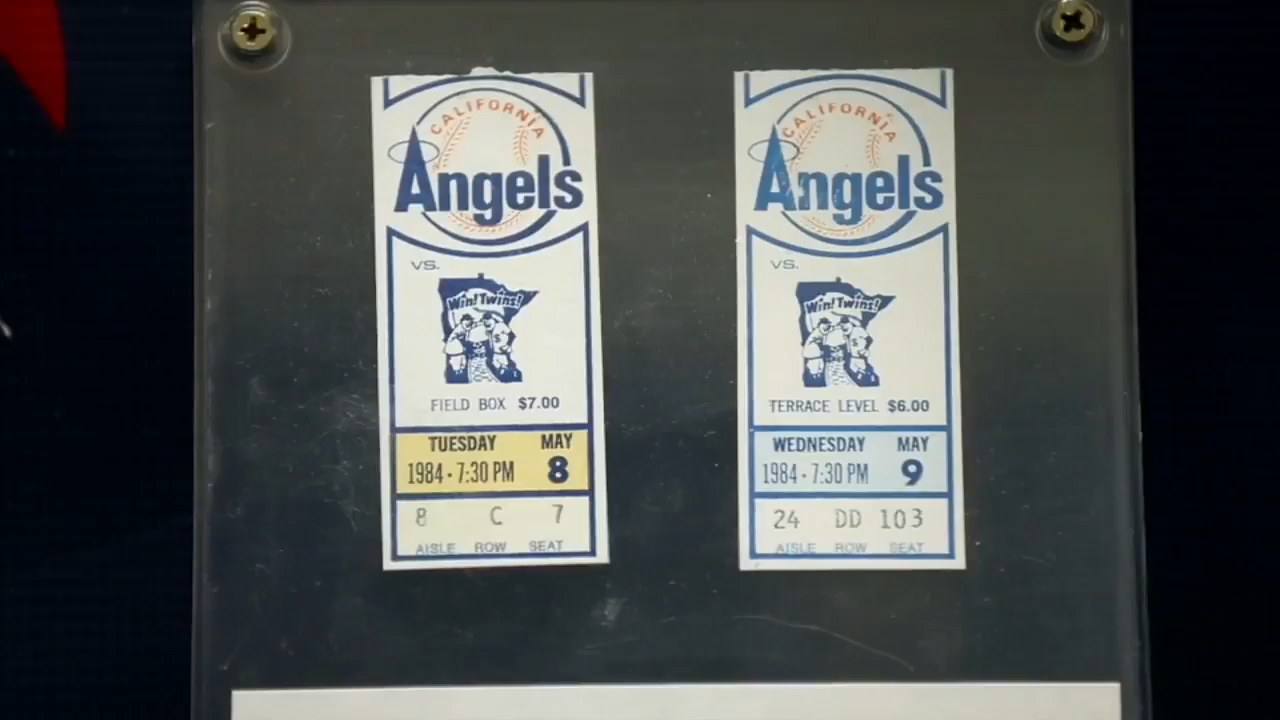 CALIFORNIA
Angels
VS.
Win! Twins!
FIELD BOX $7.00
TUESDAY MAY
1984 - 7:30 PM 8
8 C 7
AISLE ROW SEAT
CALIFORNIA
Angels
VS.
Win! Twins!
TERRACE LEVEL $6.00
WEDNESDAY MAY
1984 - 7:30 PM 9
24 DD 103
AISLE ROW SEAT